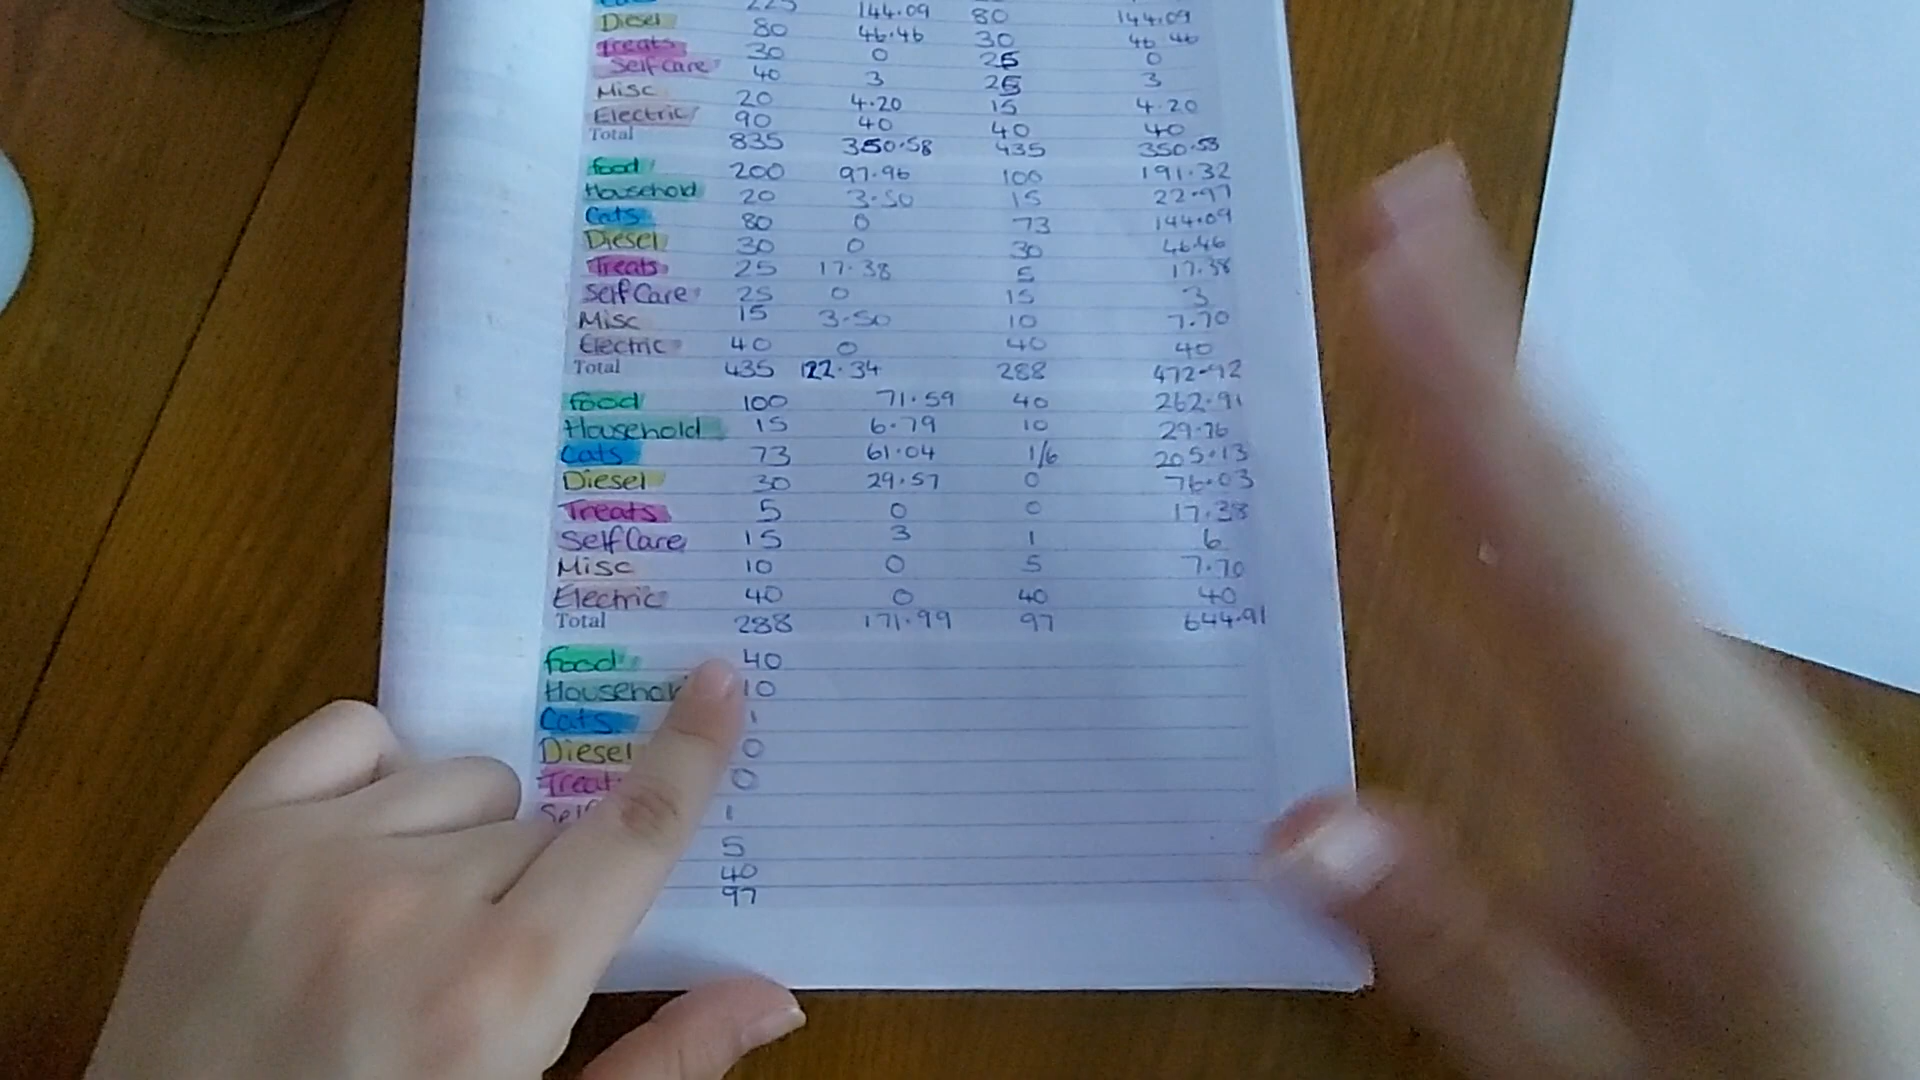 225 144.09 80 144.09
Diesel 80 46.46 30 46 46
Treats 30 0 25 0
Self care 40 3 25 3
Misc 20 4.20 15 4.20
Electric 90 40 40 40
Total 835 350.58 435 350.58
food 200 97.96 100 191.32
Household 20 3.50 15 22.97
Cats 80 0 73 144.09
Diesel 30 0 30 46.46
Treats 25 17.38 5 17.38
Self Care 25 0 15 3
Misc 15 3.50 10 7.70
Electric 40 0 40 40
Total 435 122.34 288 472.92
food 100 71.59 40 262.91
Household 15 6.79 10 29.76
Cats 73 61.04 1/6 205.13
Diesel 30 29.57 0 76.03
Treats 5 0 0 17.38
Self Care 15 3 1 6
Misc 10 0 5 7.70
Electric 40 0 40 40
Total 288 171.99 97 644.91
food 40
Househol 10
Cats 1
Diesel 0
Treat 0
Self 1
5
40
97